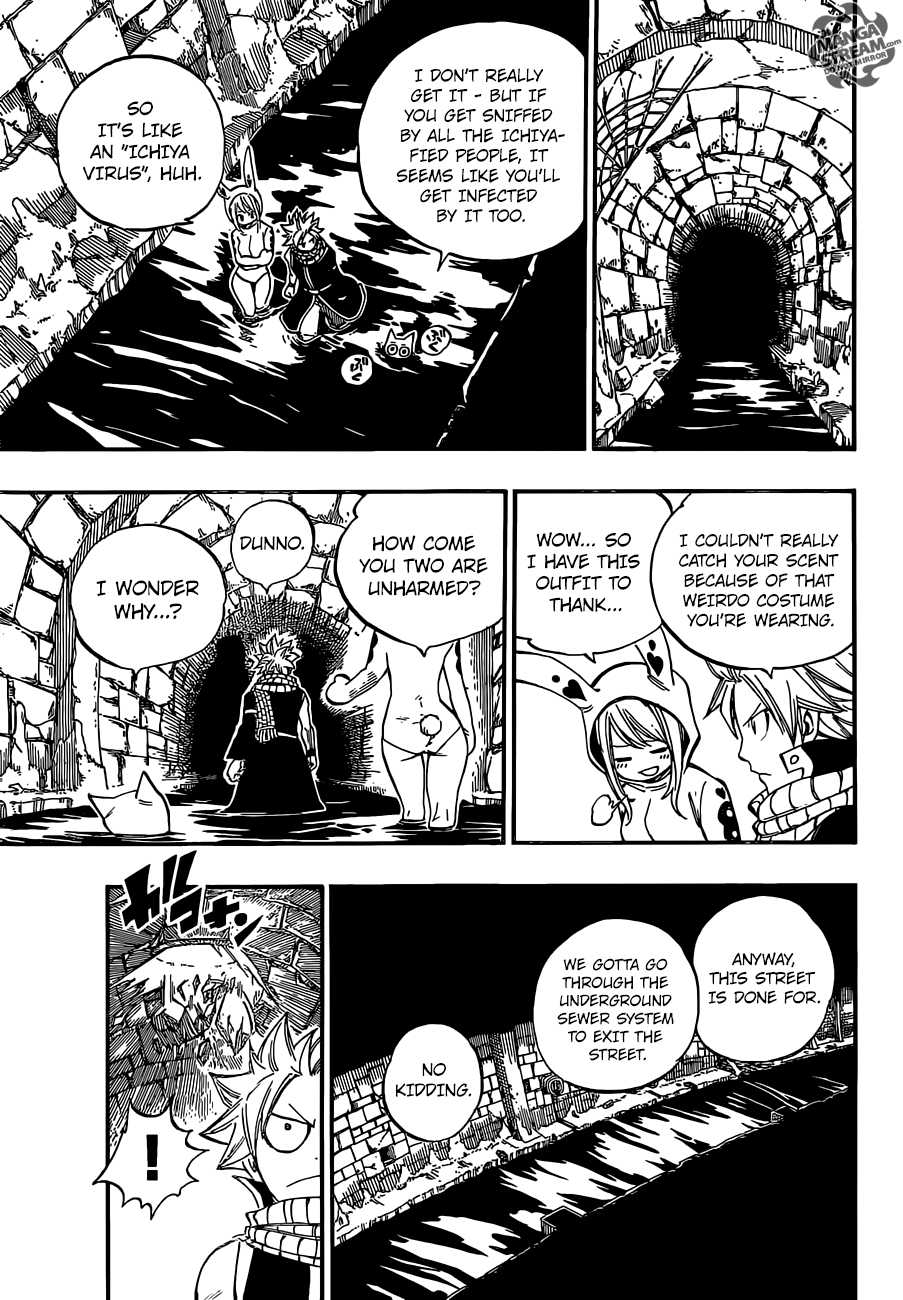 MANGA
STREAM.com
DO NOT MIRROR
I DON'T REALLY
GET IT - BUT IF
YOU GET SNIFFED
BY ALL THE ICHIYA-
FIED PEOPLE, IT
SEEMS LIKE YOU'LL
GET INFECTED
BY IT TOO.
SO
IT'S LIKE
AN "ICHIYA
VIRUS", HUH.
I COULDN'T REALLY
CATCH YOUR SCENT
BECAUSE OF THAT
WEIRDO COSTUME
YOU'RE WEARING.
WOW... SO
I HAVE THIS
OUTFIT TO
THANK...
HOW COME
YOU TWO ARE
UNHARMED?
DUNNO.
I WONDER
WHY...?
ANYWAY,
THIS STREET
IS DONE FOR.
WE GOTTA GO
THROUGH THE
UNDERGROUND
SEWER SYSTEM
TO EXIT THE
STREET.
NO
KIDDING.
!